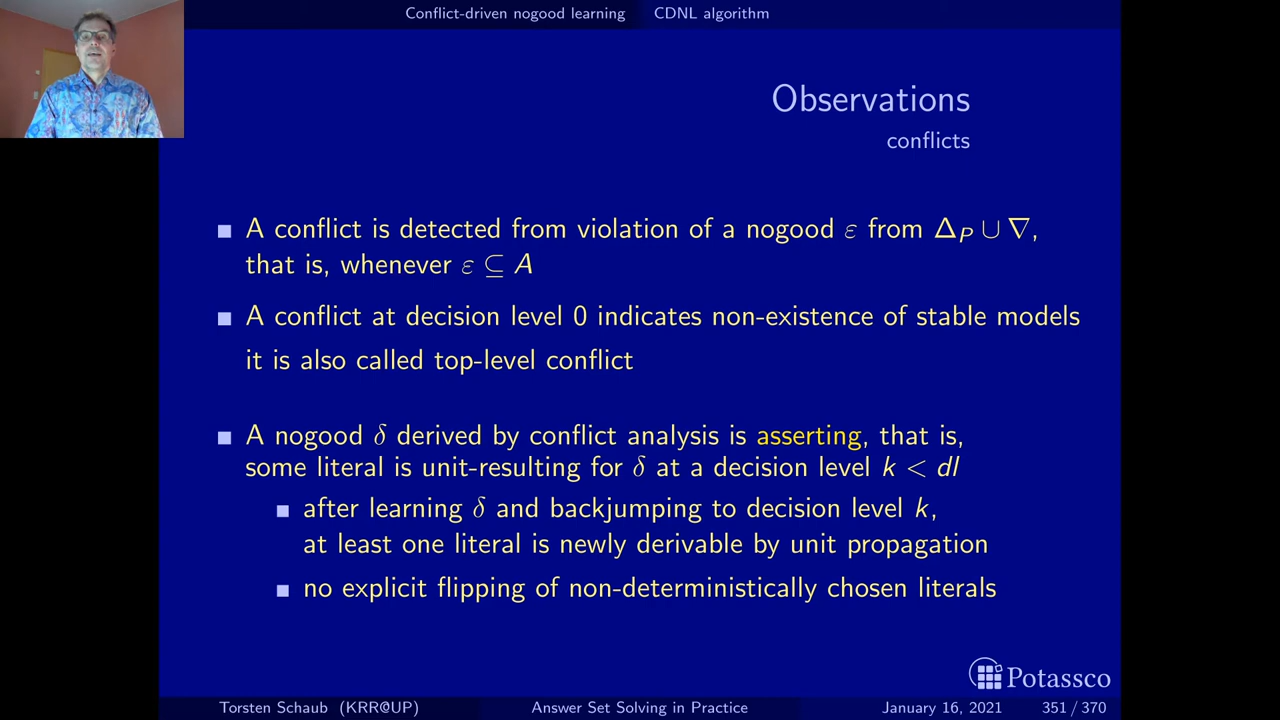 Conflict-driven nogood learning CDNL algorithm
Observations
conflicts
A conflict is detected from violation of a nogood ε from Δ_P ∪ ∇,
that is, whenever ε ⊆ A
A conflict at decision level 0 indicates non-existence of stable models
it is also called top-level conflict
A nogood δ derived by conflict analysis is asserting, that is,
some literal is unit-resulting for δ at a decision level k < dl
after learning δ and backjumping to decision level k,
at least one literal is newly derivable by unit propagation
no explicit flipping of non-deterministically chosen literals
Potassco
Torsten Schaub (KRR@UP) Answer Set Solving in Practice January 16, 2021 351 / 370